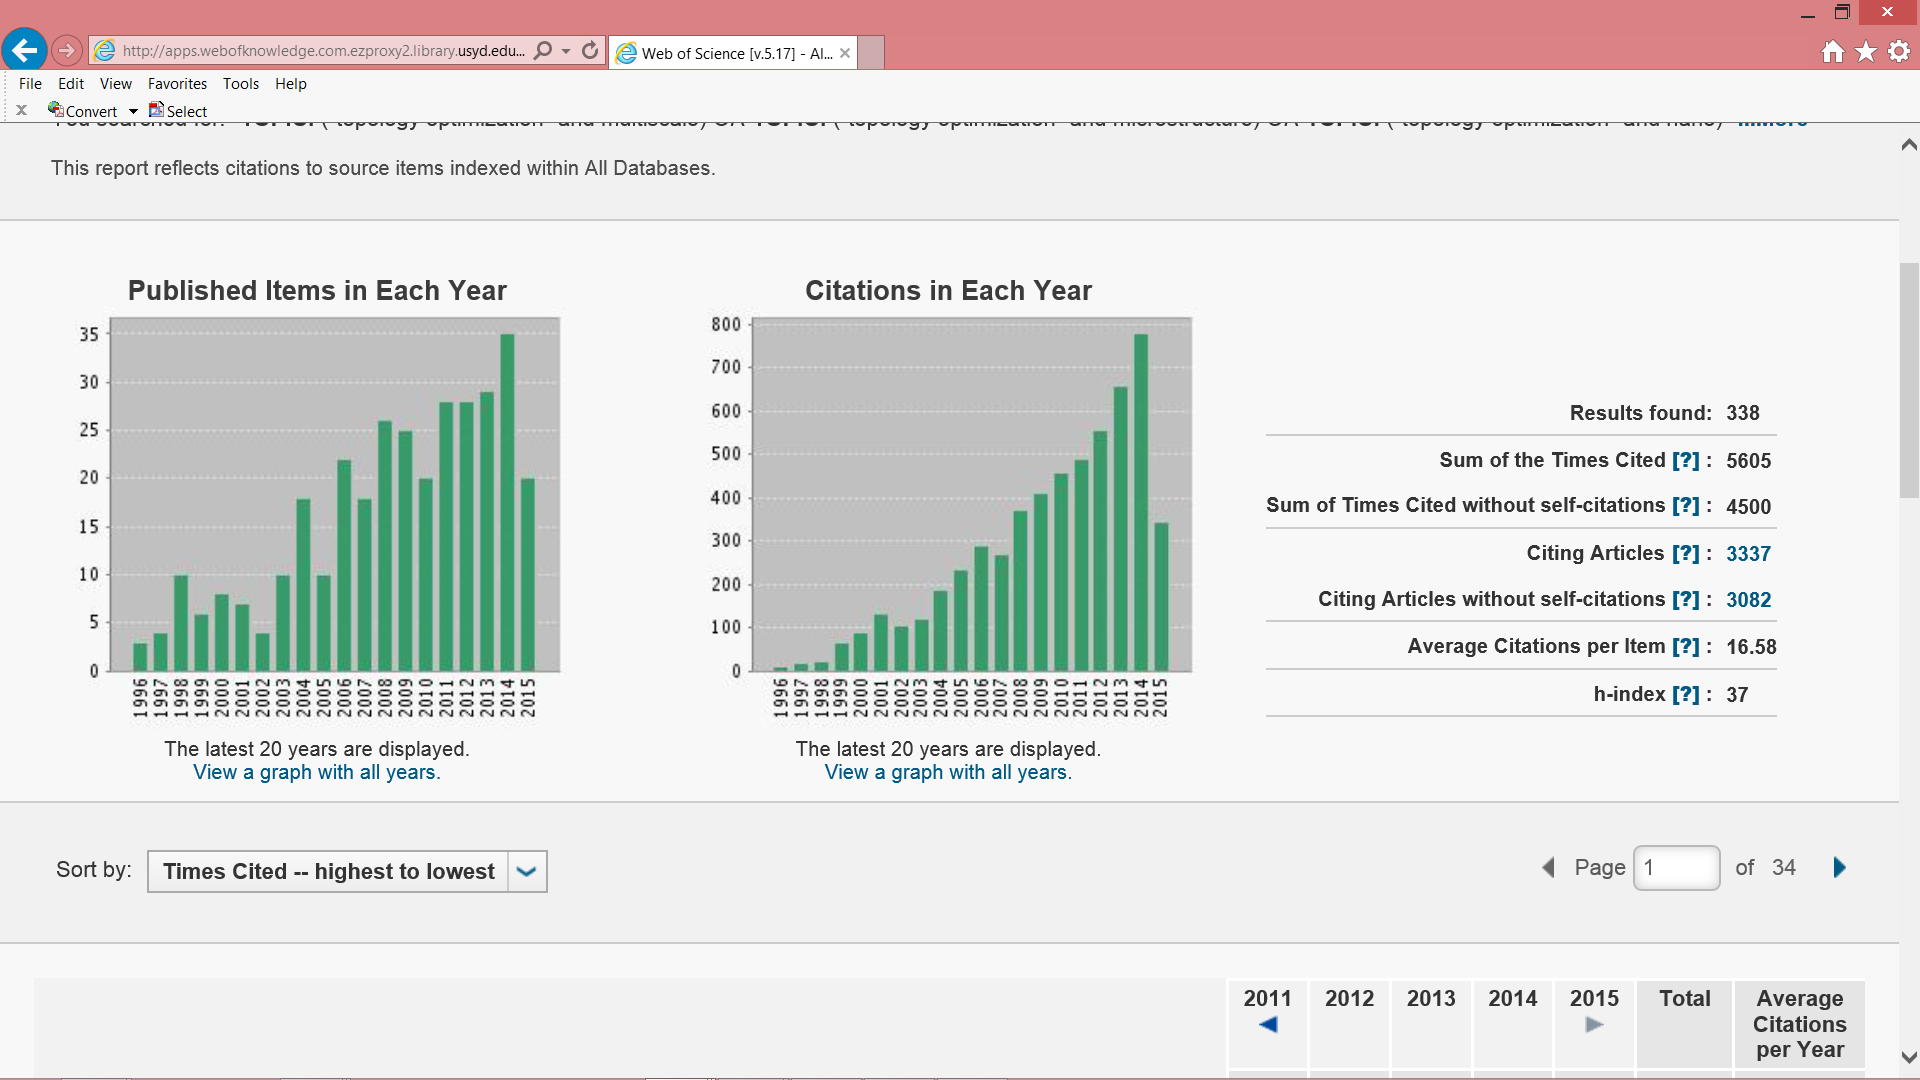 http://apps.webofknowledge.com.ezproxy2.library.usyd.edu...
Web of Science [v.5.17] - Al...
File Edit View Favorites Tools Help
x Convert Select
This report reflects citations to source items indexed within All Databases.
Published Items in Each Year
35
30
25
20
15
10
5
0
1996 1997 1998 1999 2000 2001 2002 2003 2004 2005 2006 2007 2008 2009 2010 2011 2012 2013 2014 2015
The latest 20 years are displayed.
View a graph with all years.
Citations in Each Year
800
700
600
500
400
300
200
100
0
1996 1997 1998 1999 2000 2001 2002 2003 2004 2005 2006 2007 2008 2009 2010 2011 2012 2013 2014 2015
The latest 20 years are displayed.
View a graph with all years.
Results found: 338
Sum of the Times Cited [?] : 5605
Sum of Times Cited without self-citations [?] : 4500
Citing Articles [?] : 3337
Citing Articles without self-citations [?] : 3082
Average Citations per Item [?] : 16.58
h-index [?] : 37
Sort by: Times Cited -- highest to lowest
Page 1 of 34
2011 2012 2013 2014 2015 Total Average
Citations
per Year